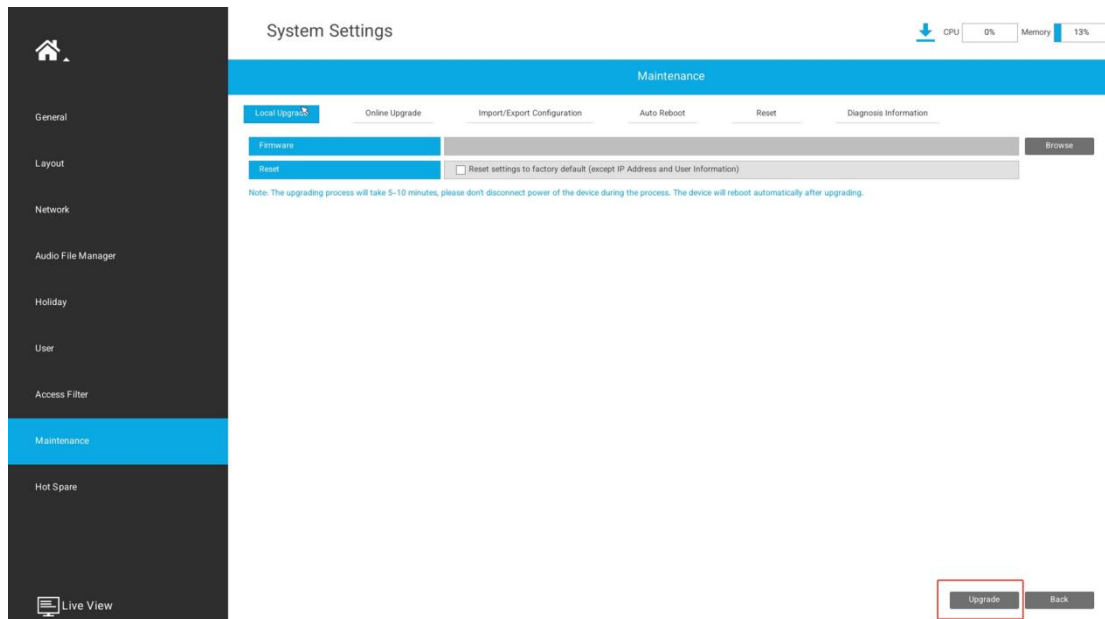 System Settings
CPU 0% Memory 13%
Maintenance
General
Layout
Network
Audio File Manager
Holiday
User
Access Filter
Maintenance
Hot Spare
Live View
Local Upgrade Online Upgrade Import/Export Configuration Auto Reboot Reset Diagnosis Information
Firmware Browse
Reset Reset settings to factory default (except IP Address and User Information)
Note: The upgrading process will take 5-10 minutes, please don't disconnect power of the device during the process. The device will reboot automatically after upgrading.
Upgrade Back